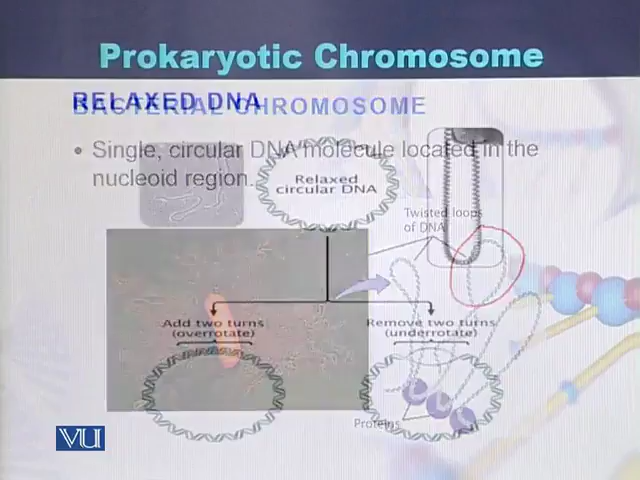 Prokaryotic Chromosome
RELAXED DNA
BACTERIAL CHROMOSOME
• Single, circular DNA molecule located in the
nucleoid region.
Relaxed
circular DNA
Twisted loops
of DNA
Add two turns
(overrotate)
Remove two turns
(underrotate)
Proteins
VU